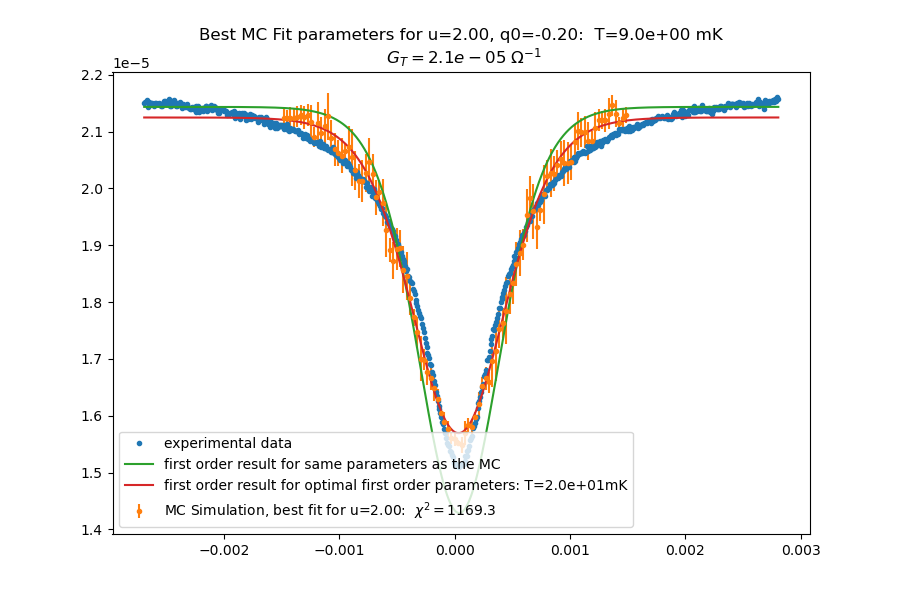 Best MC Fit parameters for u=2.00, q0=-0.20:  T=9.0e+00 mK
$G_T = 2.1e-05\ \Omega^{-1}$
1e−5
2.2
2.1
2.0
1.9
1.8
1.7
1.6
1.5
1.4
experimental data
first order result for same parameters as the MC
first order result for optimal first order parameters: T=2.0e+01mK
MC Simulation, best fit for u=2.00:  $\chi^2 = 1169.3$
−0.002 −0.001 0.000 0.001 0.002 0.003